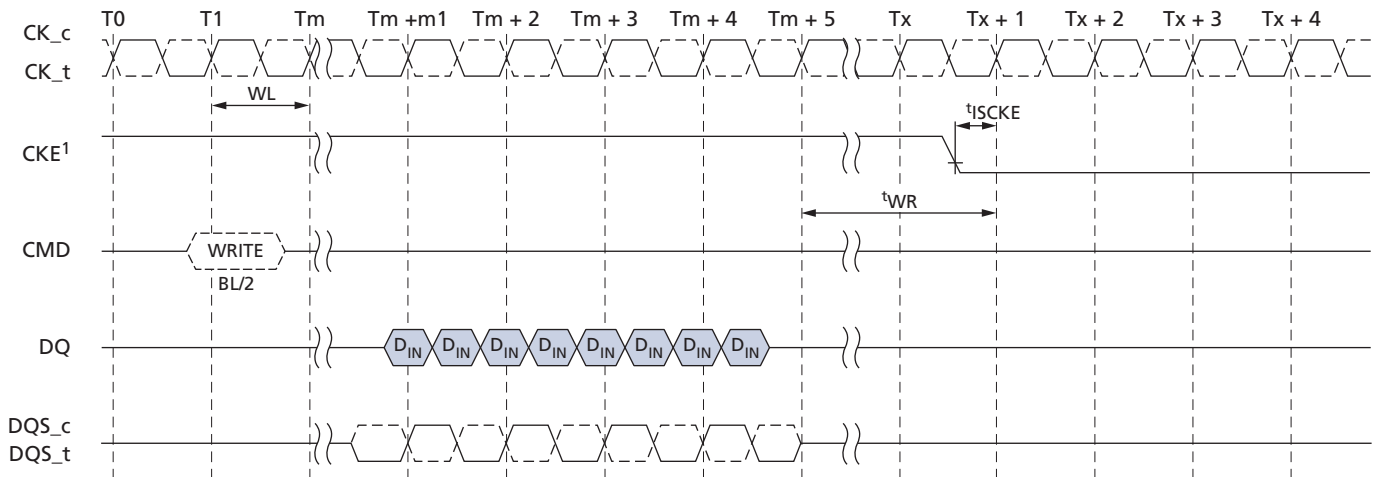 T0 T1 Tm Tm +m1 Tm + 2 Tm + 3 Tm + 4 Tm + 5 Tx Tx + 1 Tx + 2 Tx + 3 Tx + 4
CK_c
CK_t
WL
tISCKE
CKE1
tWR
CMD WRITE
BL/2
DQ DIN DIN DIN DIN DIN DIN DIN DIN
DQS_c
DQS_t